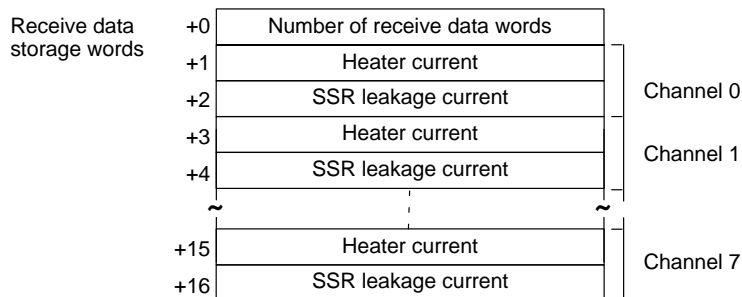 Receive data
storage words
+0 Number of receive data words
+1 Heater current
+2 SSR leakage current
Channel 0
+3 Heater current
+4 SSR leakage current
Channel 1
~ ~
+15 Heater current
+16 SSR leakage current
Channel 7